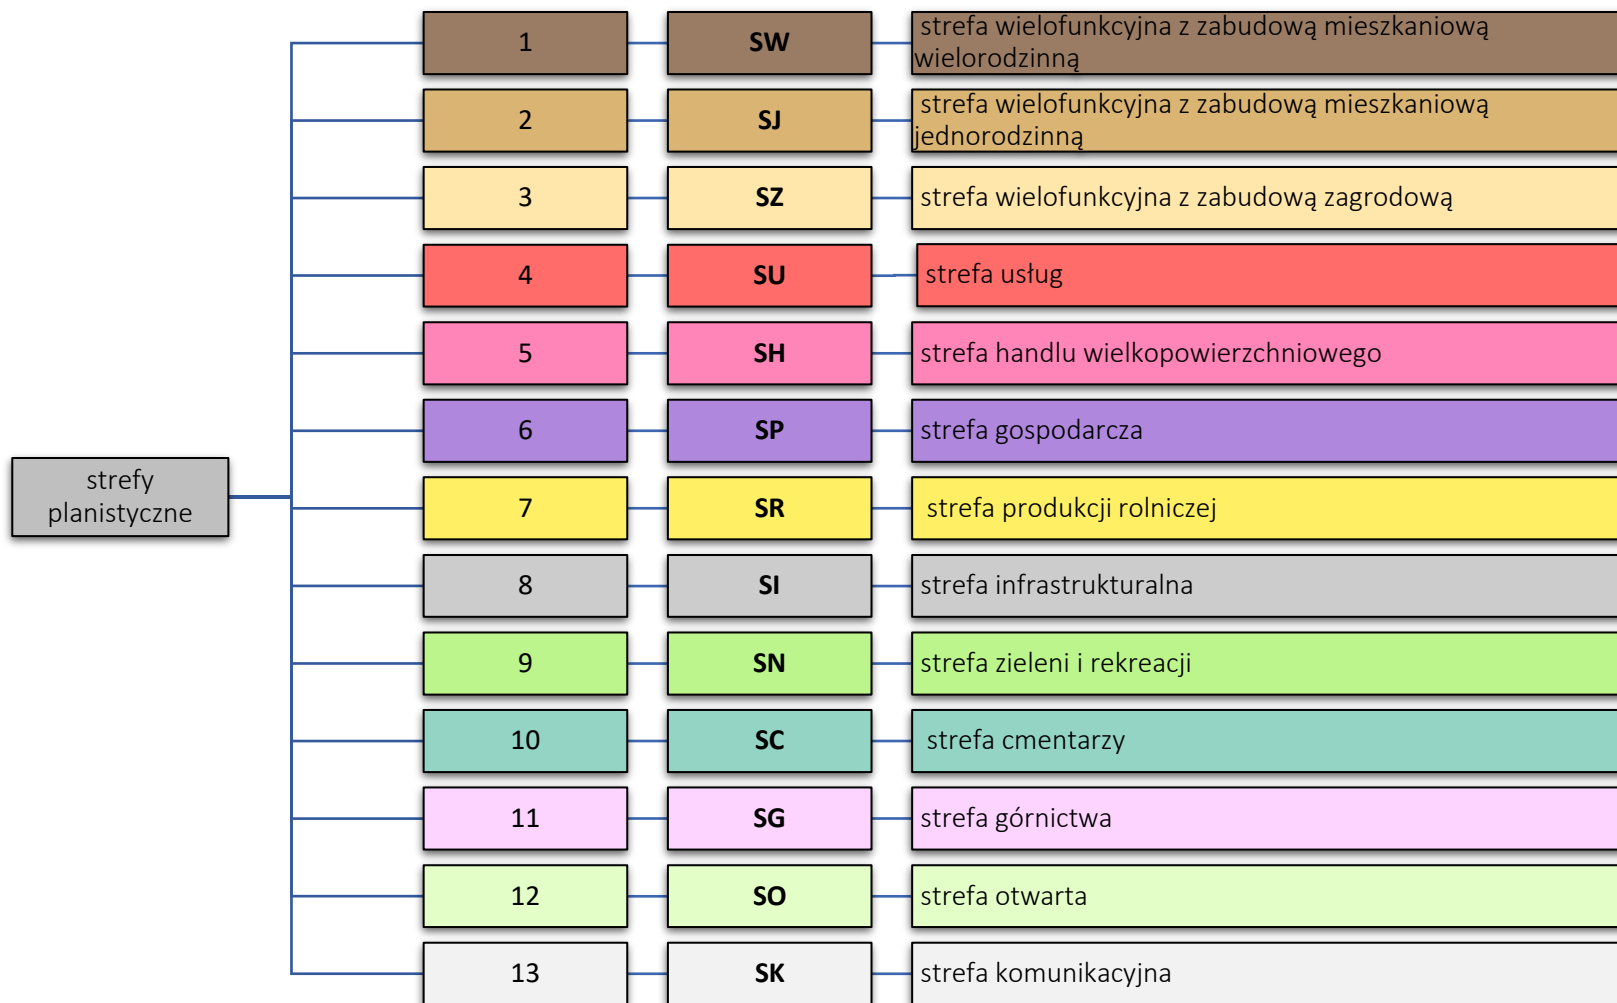 strefy
planistyczne
1 SW strefa wielofunkcyjna z zabudową mieszkaniową
wielorodzinną
2 SJ strefa wielofunkcyjna z zabudową mieszkaniową
jednorodzinną
3 SZ strefa wielofunkcyjna z zabudową zagrodową
4 SU strefa usług
5 SH strefa handlu wielkopowierzchniowego
6 SP strefa gospodarcza
7 SR strefa produkcji rolniczej
8 SI strefa infrastrukturalna
9 SN strefa zieleni i rekreacji
10 SC strefa cmentarzy
11 SG strefa górnictwa
12 SO strefa otwarta
13 SK strefa komunikacyjna